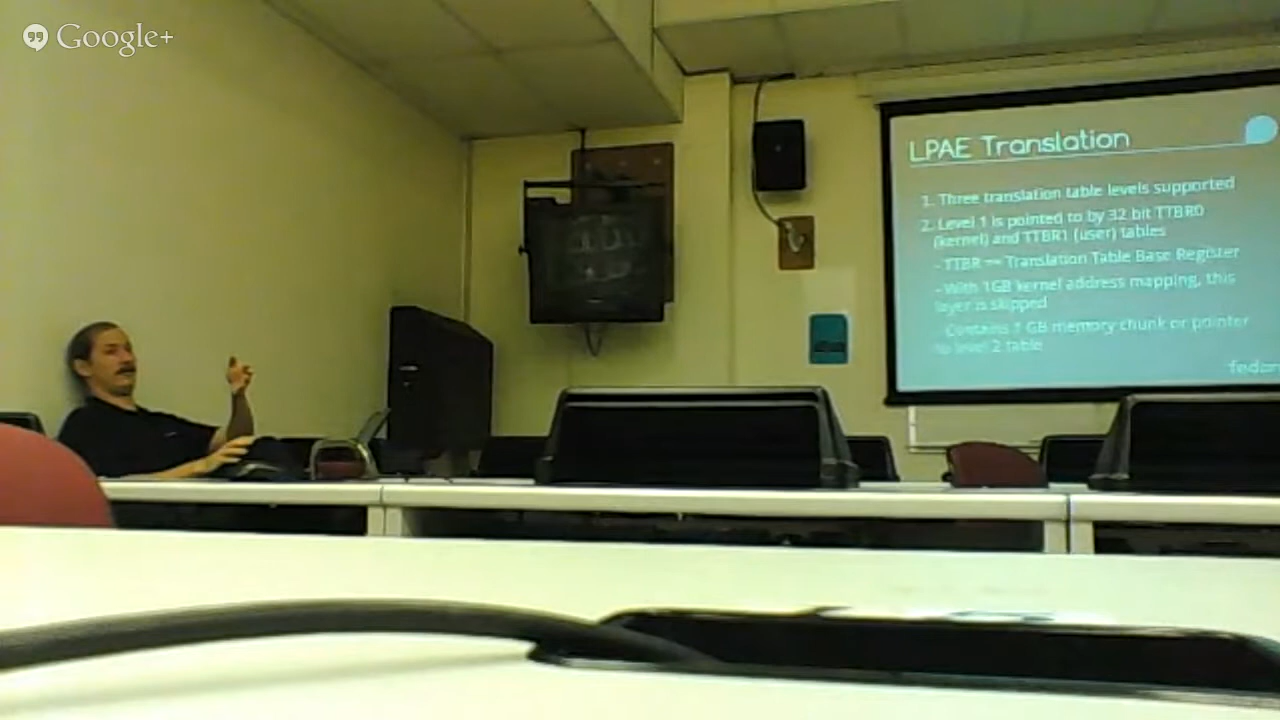 Google+
LPAE Translation
1. Three translation table levels supported
2. Level 1 is pointed to by 32 bit TTBR0
(kernel) and TTBR1 (user) tables
- TTBR == Translation Table Base Register
- With 1GB kernel address mapping, this
layer is skipped
Contains 1 GB memory chunk or pointer
to level 2 table
fedor